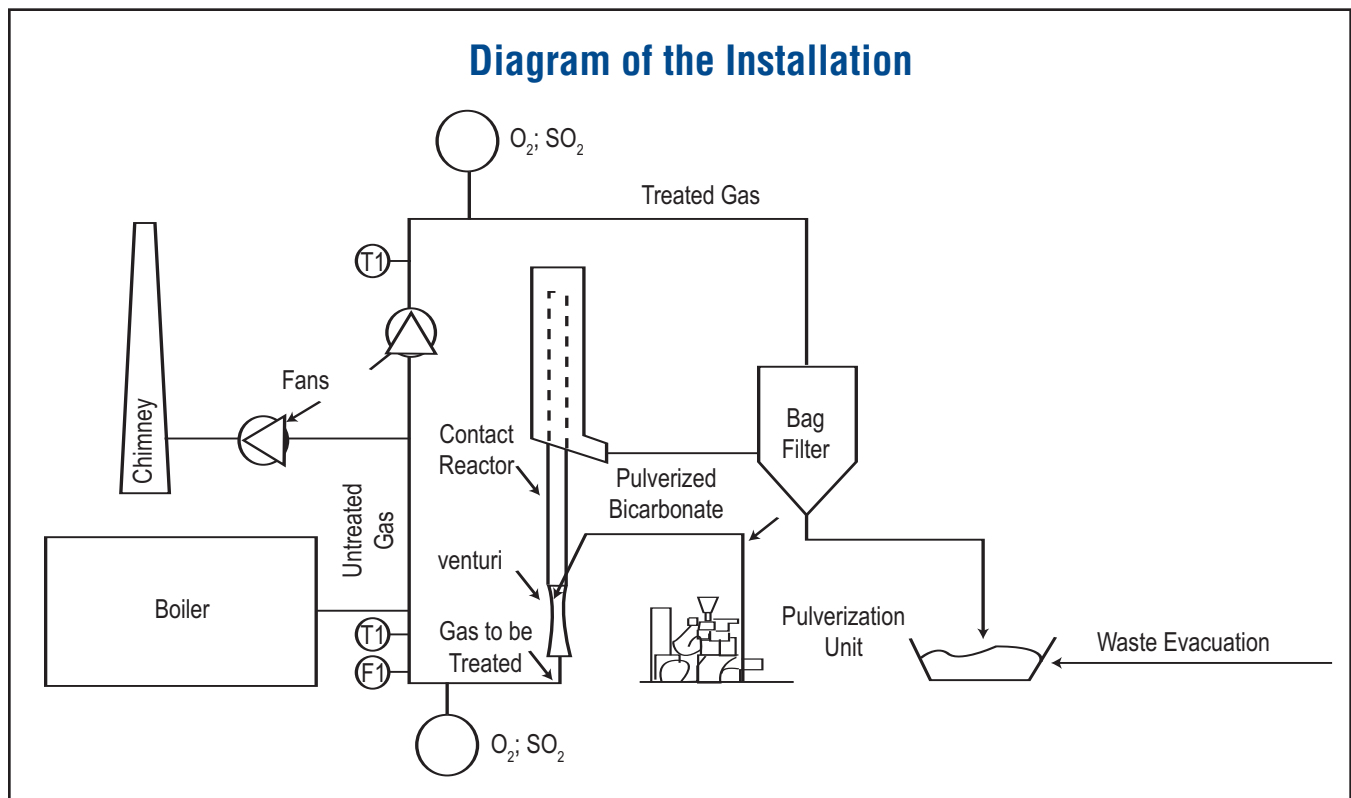 Diagram of the Installation
O₂; SO₂
Treated Gas
T1
Fans
Chimney
Contact
Reactor
Bag
Filter
Pulverized
Bicarbonate
Untreated
Gas
venturi
Boiler
T1
Gas to be
Treated
Pulverization
Unit
Waste Evacuation
F1
O₂; SO₂